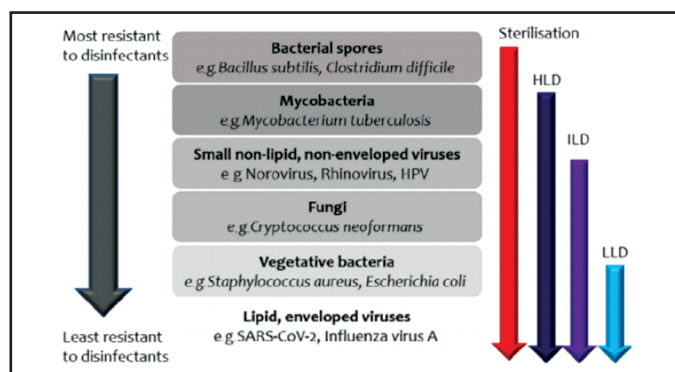 Most resistant
to disinfectants
Bacterial spores
e.g.Bacillus subtilis, Clostridium difficile
Mycobacteria
e.g.Mycobacterium tuberculosis
Small non-lipid, non-enveloped viruses
e g Norovirus, Rhinovirus, HPV
Fungi
e.g.Cryptococcus neoformans
Vegetative bacteria
e.g Staphylococcus aureus, Escherichia coli
Lipid, enveloped viruses
e g SARS-CoV-2, Influenza virus A
Least resistant
to disinfectants
Sterilisation
HLD
ILD
LLD